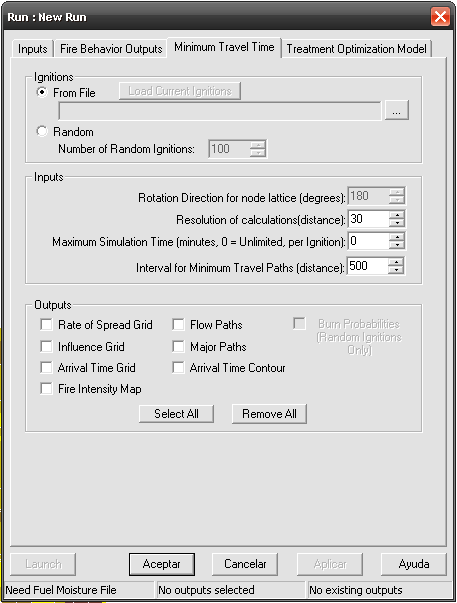 Run : New Run
Inputs
Fire Behavior Outputs
Minimum Travel Time
Treatment Optimization Model
Ignitions
From File
Load Current Ignitions
...
Random
Number of Random Ignitions: 100
Inputs
Rotation Direction for node lattice (degrees): 180
Resolution of calculations(distance): 30
Maximum Simulation Time (minutes, 0 = Unlimited, per Ignition) 0
Interval for Minimum Travel Paths (distance): 500
Outputs
Rate of Spread Grid
Flow Paths
Burn Probabilities
(Random Ignitions
Only)
Influence Grid
Major Paths
Arrival Time Grid
Arrival Time Contour
Fire Intensity Map
Select All
Remove All
Launch
Aceptar
Cancelar
Aplicar
Ayuda
Need Fuel Moisture File
No outputs selected
No existing outputs